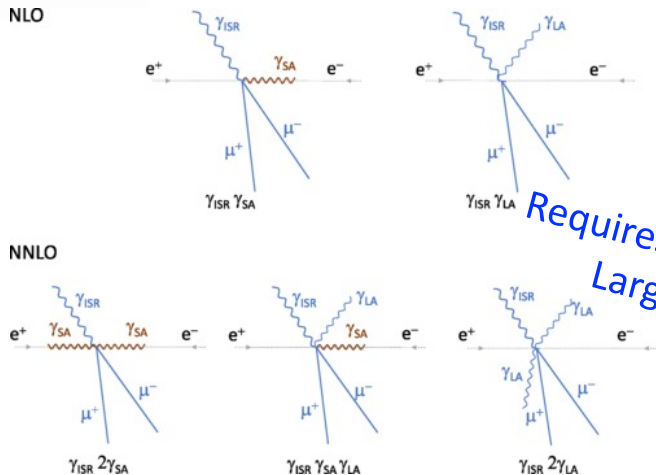 NLO
γISR
γSA
e⁺
e⁻
μ⁺
μ⁻
γISR γSA
γISR
γLA
e⁺
e⁻
μ⁺
μ⁻
γISR γLA
Larg
NNLO
γISR
γSA
γSA
e⁺
e⁻
μ⁺
μ⁻
γISR 2γSA
γISR
γLA
γSA
e⁺
e⁻
μ⁺
μ⁻
γISR γSA γLA
γISR
γLA
e⁺
e⁻
γLA
μ⁺
μ⁻
γISR 2γLA